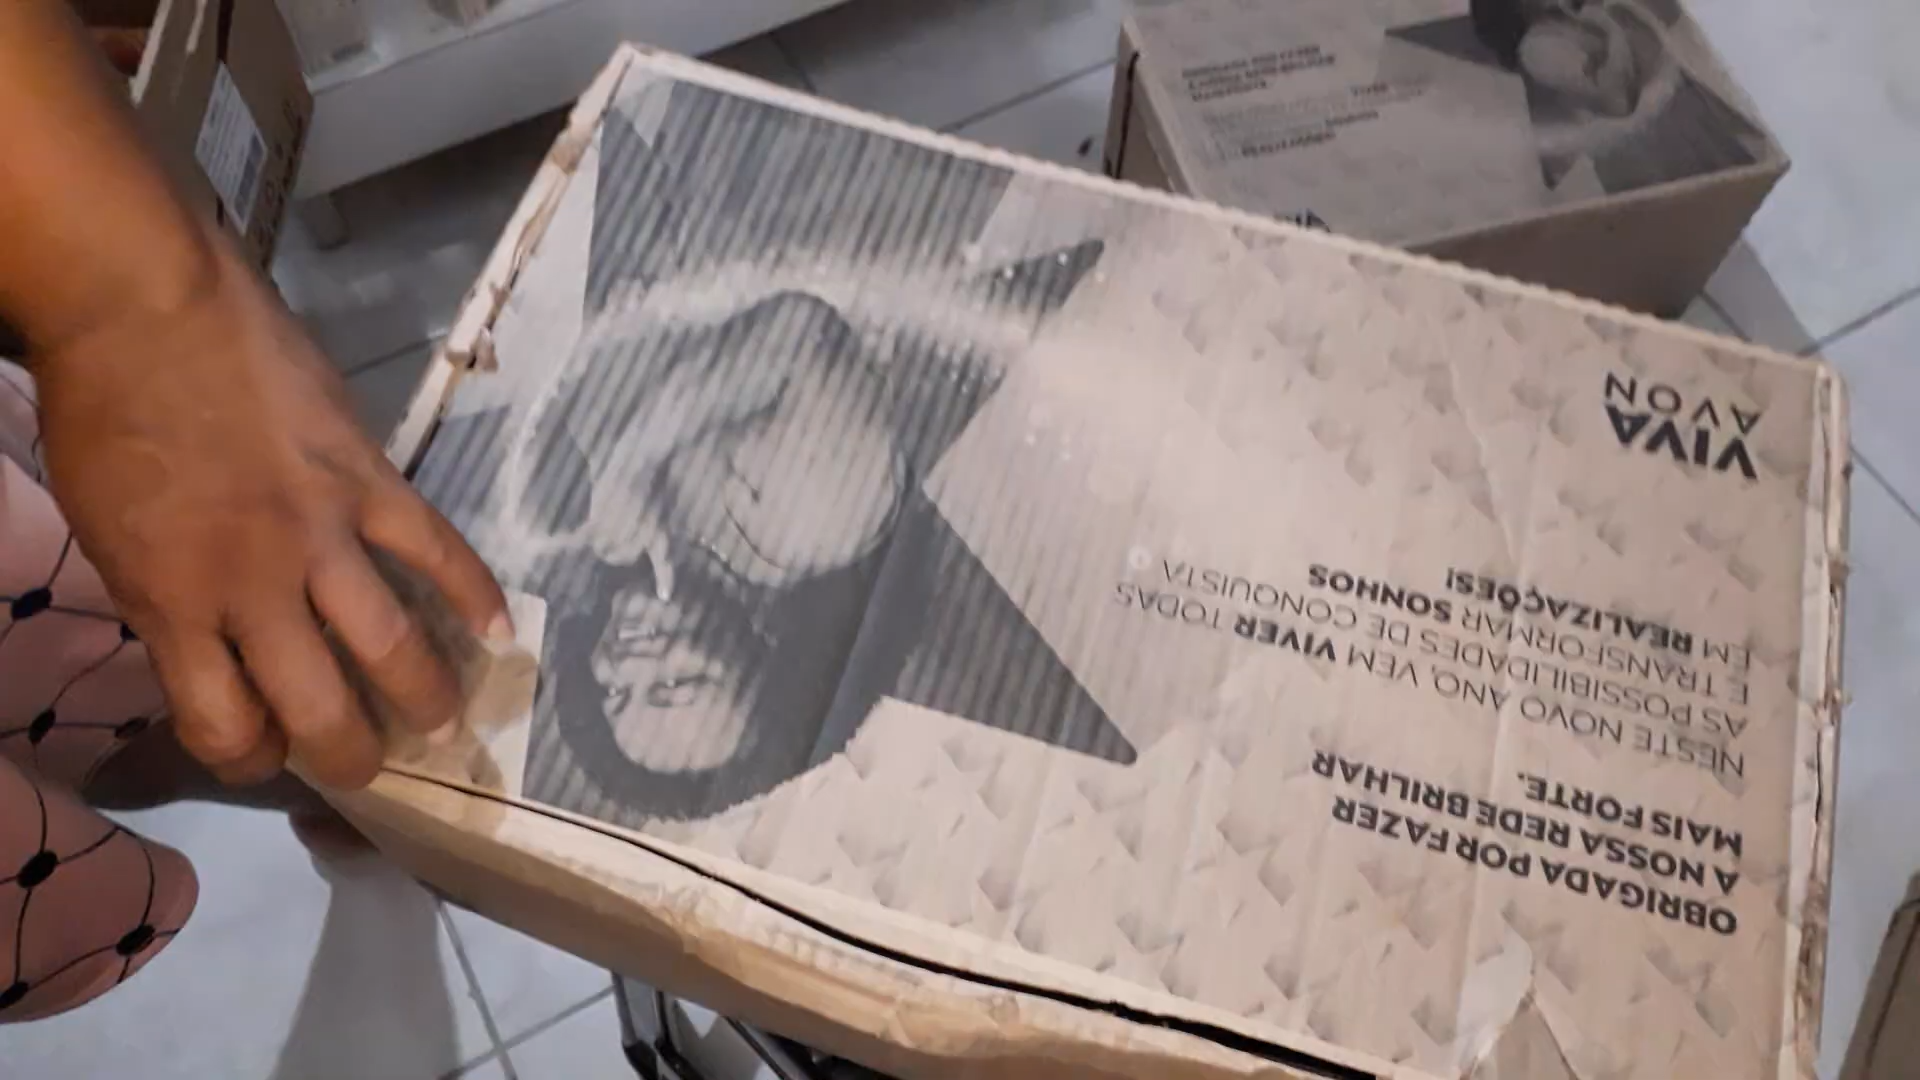 OBRIGADA POR FAZER
A NOSSA REDE BRILHAR
MAIS FORTE.
NESTE NOVO ANO, VEM VIVER TODAS
AS POSSIBILIDADES DE CONQUISTA
E TRANSFORMAR SONHOS
EM REALIZAÇÕES!
VIVA
AVON